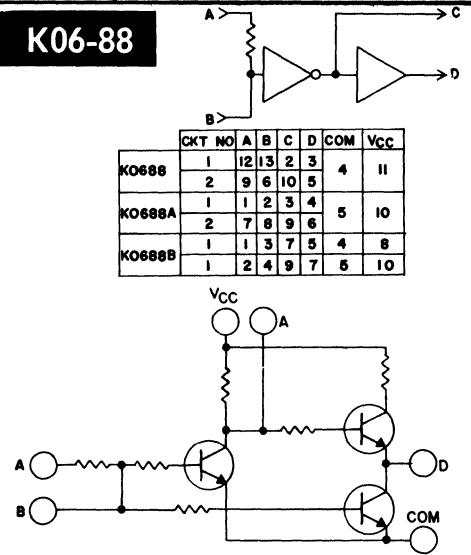 K06-88
A
C
D
B
CKT NO A B C D COM VCC
K0688 1 12 13 2 3 4 11
2 9 6 10 5
K0688A 1 1 2 3 4 5 10
2 7 8 9 6
K0688B 1 1 3 7 5 4 8
1 2 4 9 7 5 10
VCC
A
A
D
B
COM